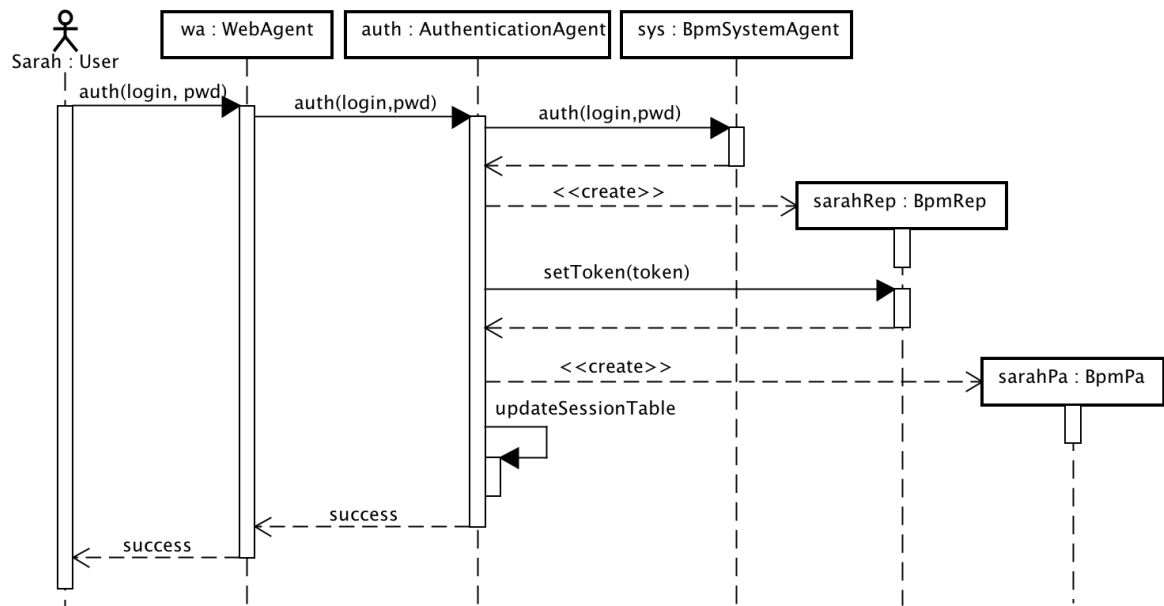 wa : WebAgent
auth : AuthenticationAgent
sys : BpmSystemAgent
Sarah : User
auth(login, pwd)
auth(login,pwd)
auth(login,pwd)
<<create>>
sarahRep : BpmRep
setToken(token)
<<create>>
sarahPa : BpmPa
updateSessionTable
success
success